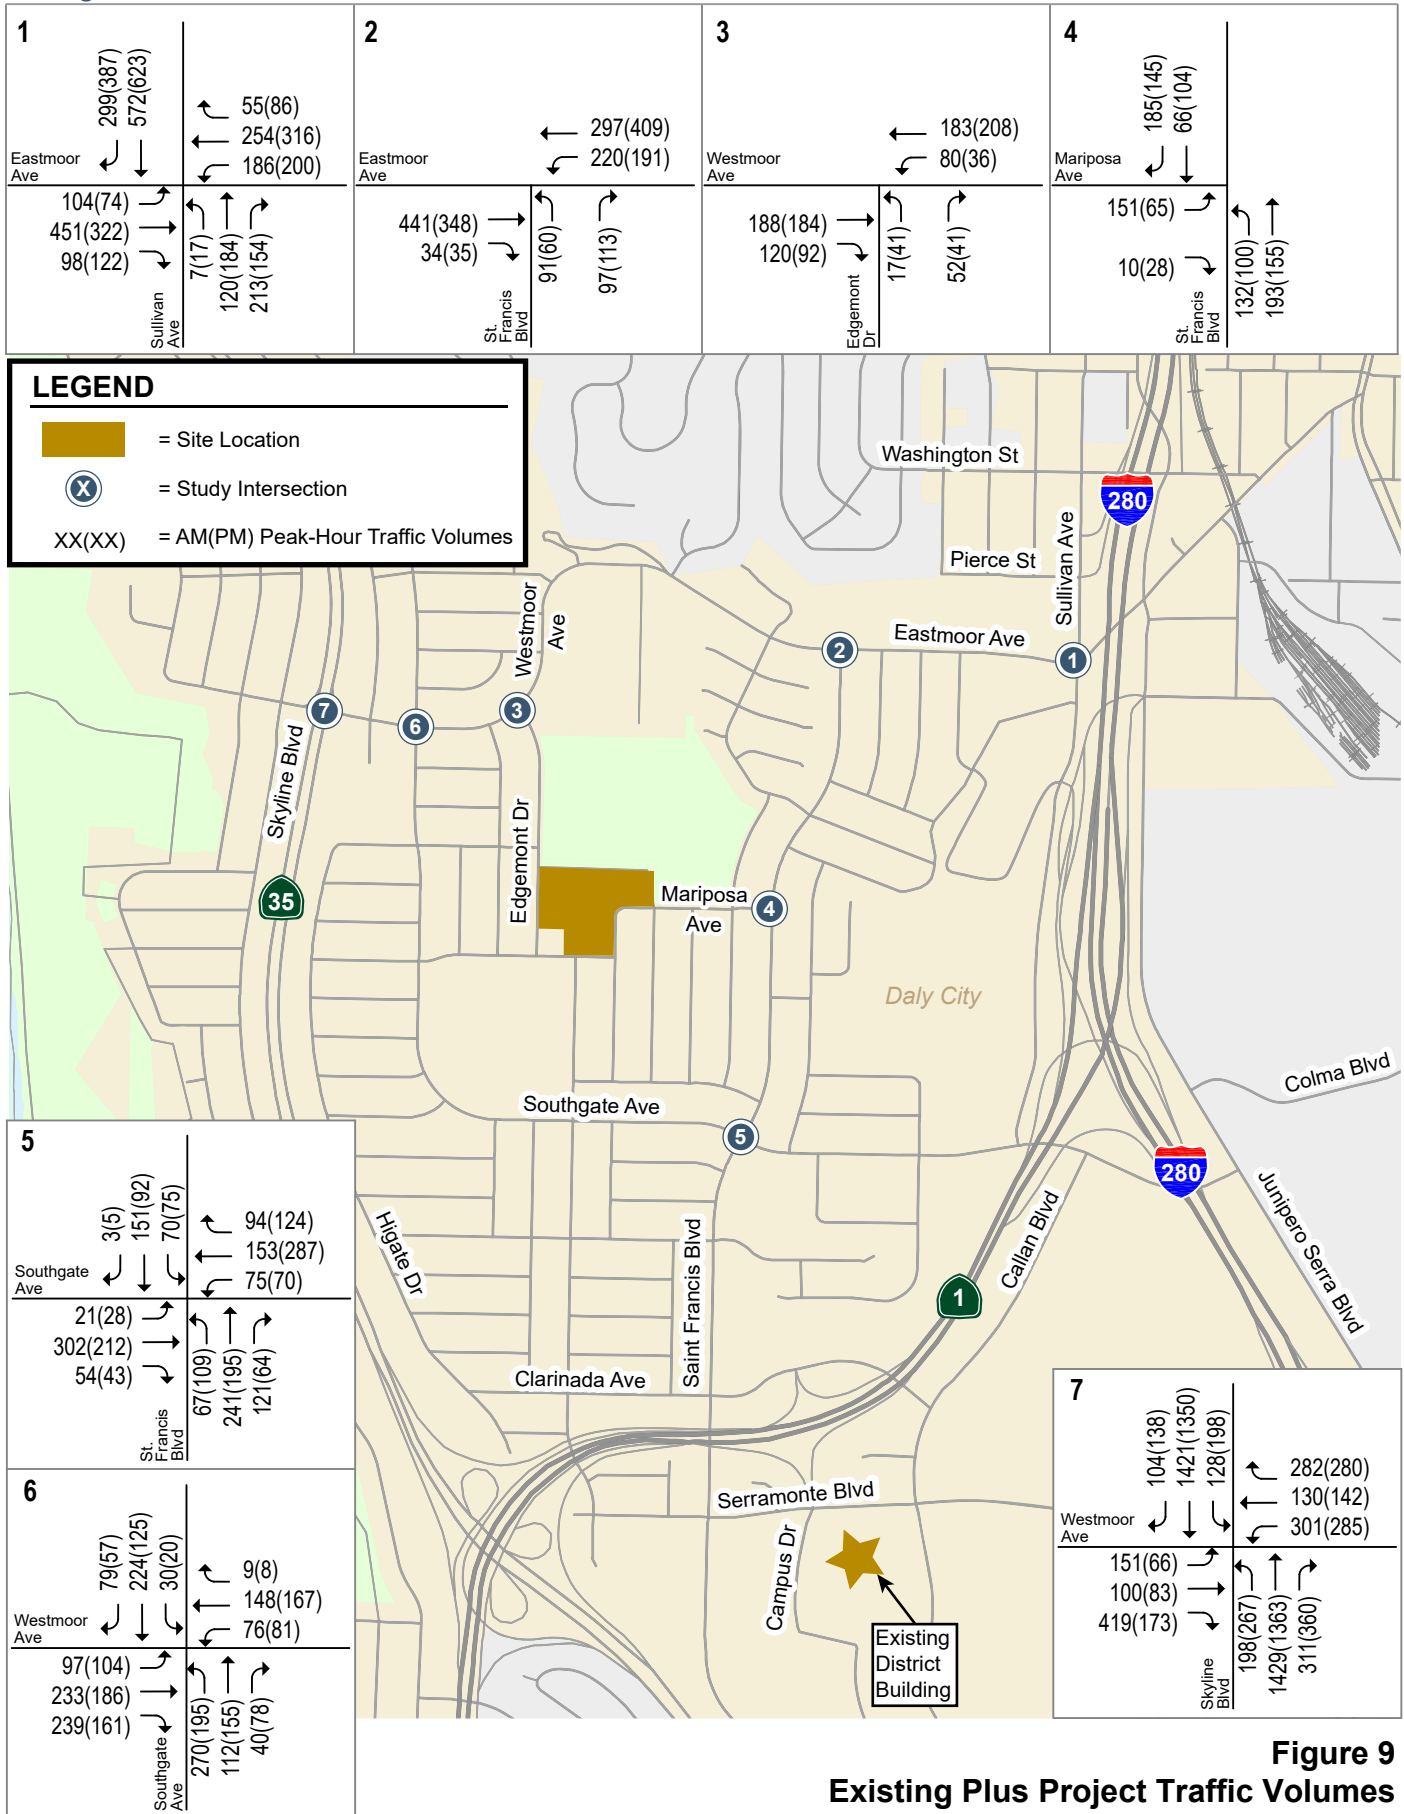 1
299(387)
572(623)
55(86)
254(316)
186(200)
Eastmoor
Ave
104(74)
451(322)
98(122)
7(17)
120(184)
213(154)
Sullivan
Ave
2
297(409)
220(191)
Eastmoor
Ave
441(348)
34(35)
91(60)
97(113)
St.
Francis
Blvd
3
183(208)
80(36)
Westmoor
Ave
188(184)
120(92)
17(41)
52(41)
Edgemont
Dr
4
185(145)
66(104)
Mariposa
Ave
151(65)
10(28)
132(100)
193(155)
St.
Francis
Blvd
LEGEND
= Site Location
X
= Study Intersection
XX(XX)
= AM(PM) Peak-Hour Traffic Volumes
Washington St
280
Sullivan Ave
Pierce St
Westmoor
Ave
Eastmoor Ave
2
1
7
6
3
Skyline Blvd
Edgemont Dr
35
Mariposa
Ave
4
Daly City
Colma Blvd
Southgate Ave
5
280
Junipero Serra Blvd
Higate Dr
Saint Francis Blvd
Callan Blvd
1
Clarinada Ave
Serramonte Blvd
Campus Dr
Existing
District
Building
5
3(5)
151(92)
70(75)
94(124)
153(287)
75(70)
Southgate
Ave
21(28)
302(212)
54(43)
67(109)
241(195)
121(64)
St.
Francis
Blvd
6
79(57)
224(125)
30(20)
9(8)
148(167)
76(81)
Westmoor
Ave
97(104)
233(186)
239(161)
270(195)
112(155)
40(78)
Southgate
Ave
7
104(138)
1421(1350)
128(198)
282(280)
130(142)
301(285)
Westmoor
Ave
151(66)
100(83)
419(173)
198(267)
1429(1363)
311(360)
Skyline
Blvd
Figure 9
Existing Plus Project Traffic Volumes